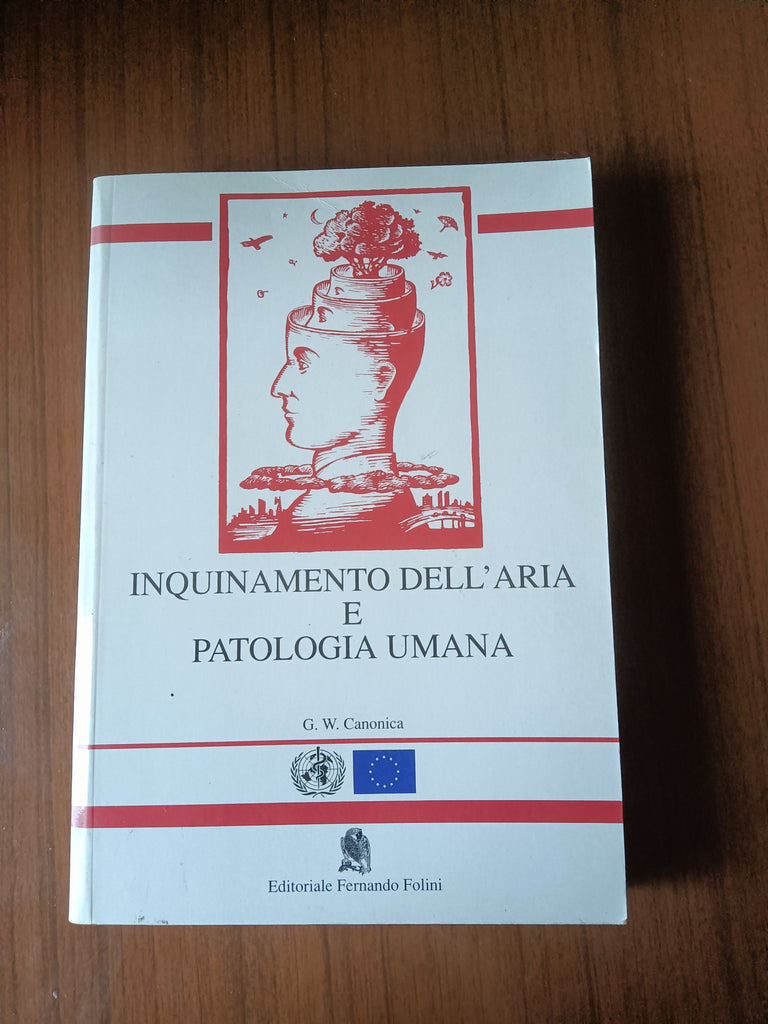 INQUINAMENTO DELL'ARIA
E
PATOLOGIA UMANA
G. W. Canonica
Editoriale Fernando Folini